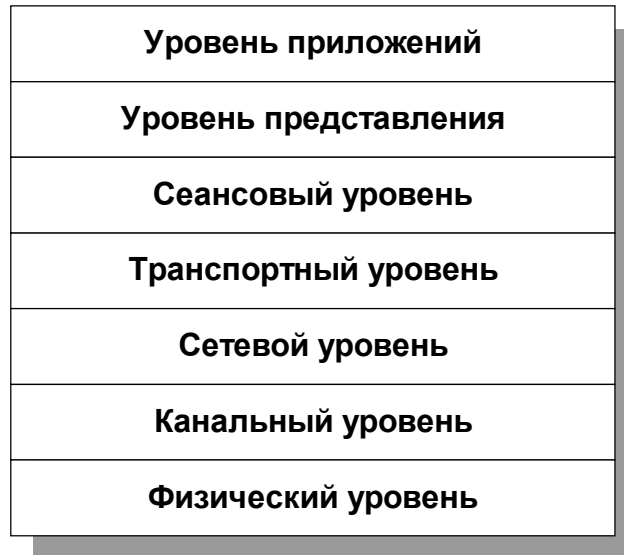 Уровень приложений
Уровень представления
Сеансовый уровень
Транспортный уровень
Сетевой уровень
Канальный уровень
Физический уровень